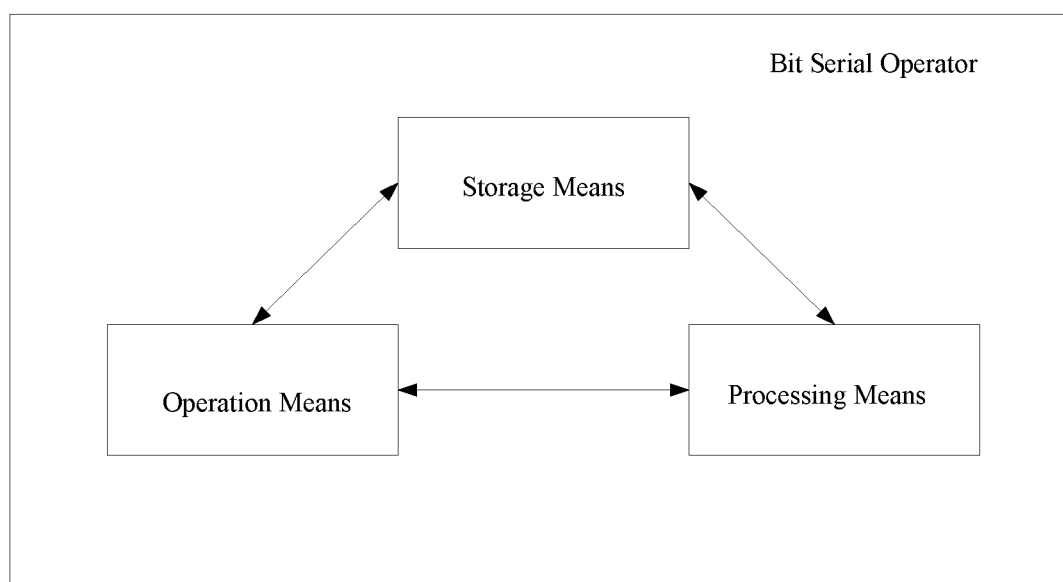 Bit Serial Operator
Storage Means
Operation Means
Processing Means